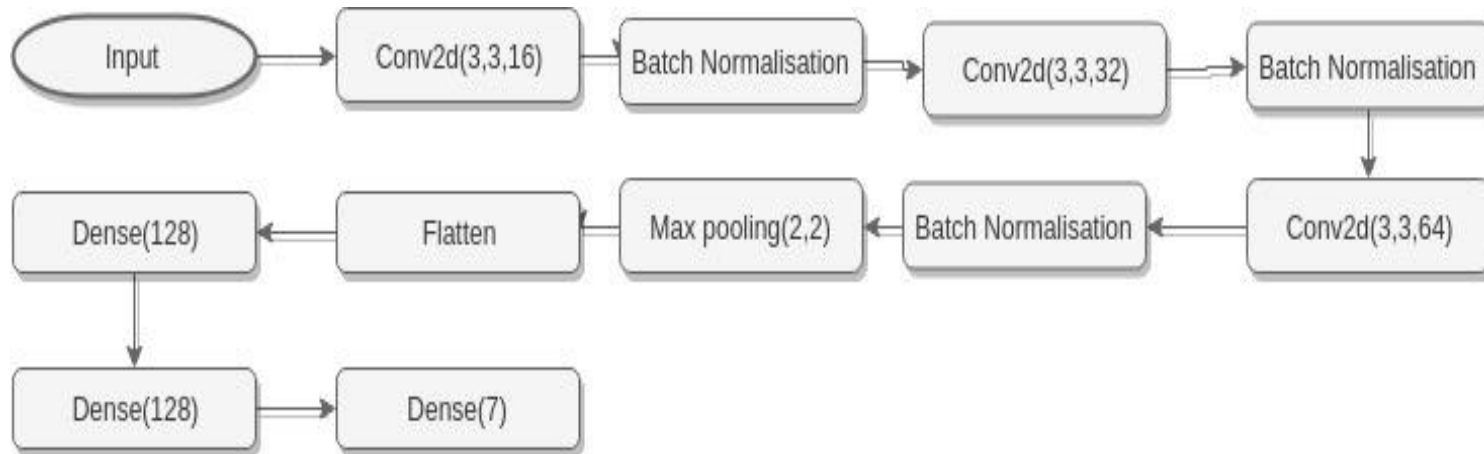 Input
Conv2d(3,3,16)
Batch Normalisation
Conv2d(3,3,32)
Batch Normalisation
Conv2d(3,3,64)
Batch Normalisation
Max pooling(2,2)
Flatten
Dense(128)
Dense(128)
Dense(7)